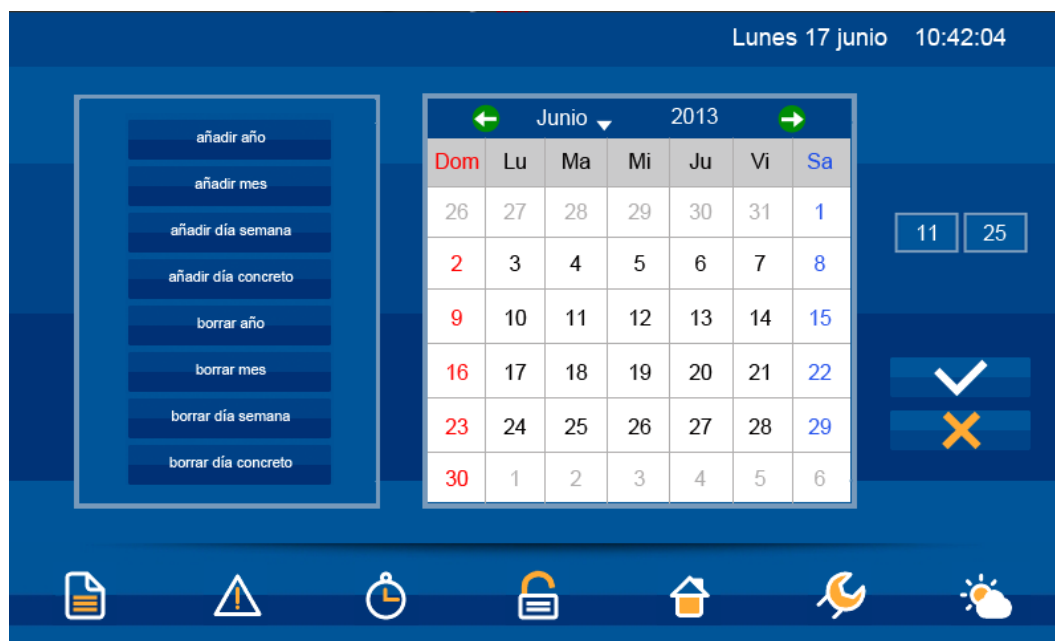 Lunes 17 junio 10:42:04
añadir año
añadir mes
añadir día semana
añadir día concreto
borrar año
borrar mes
borrar día semana
borrar día concreto
Junio 2013
Dom Lu Ma Mi Ju Vi Sa
26 27 28 29 30 31 1
2 3 4 5 6 7 8
9 10 11 12 13 14 15
16 17 18 19 20 21 22
23 24 25 26 27 28 29
30 1 2 3 4 5 6
11 25